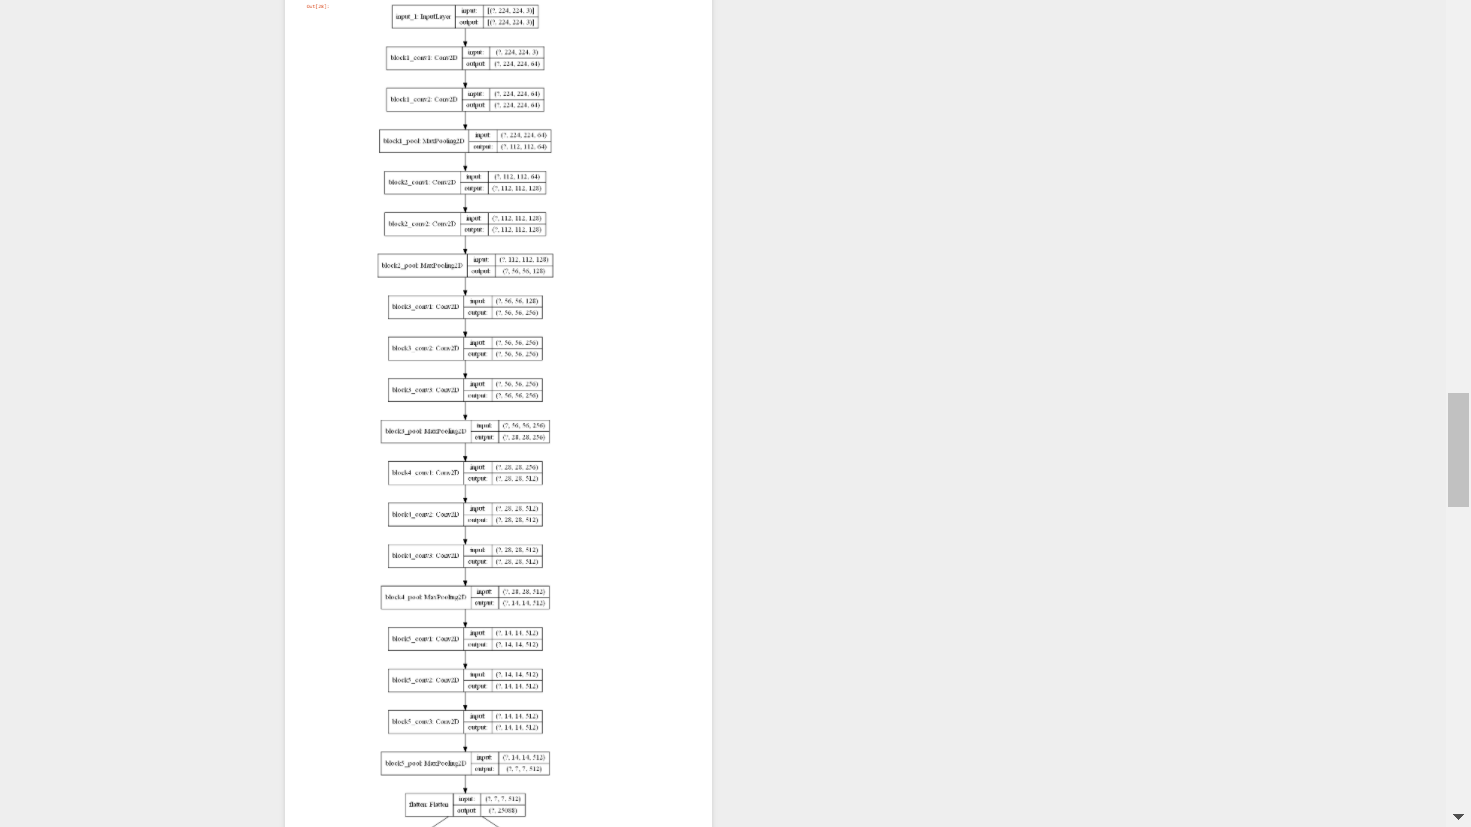 Out[26]:
input_1: InputLayer
input: [(?, 224, 224, 3)]
output: [(?, 224, 224, 3)]
block1_conv1: Conv2D
input: (?, 224, 224, 3)
output: (?, 224, 224, 64)
block1_conv2: Conv2D
input: (?, 224, 224, 64)
output: (?, 224, 224, 64)
block1_pool: MaxPooling2D
input: (?, 224, 224, 64)
output: (?, 112, 112, 64)
block2_conv1: Conv2D
input: (?, 112, 112, 64)
output: (?, 112, 112, 128)
block2_conv2: Conv2D
input: (?, 112, 112, 128)
output: (?, 112, 112, 128)
block2_pool: MaxPooling2D
input: (?, 112, 112, 128)
output: (?, 56, 56, 128)
block3_conv1: Conv2D
input: (?, 56, 56, 128)
output: (?, 56, 56, 256)
block3_conv2: Conv2D
input: (?, 56, 56, 256)
output: (?, 56, 56, 256)
block3_conv3: Conv2D
input: (?, 56, 56, 256)
output: (?, 56, 56, 256)
block3_pool: MaxPooling2D
input: (?, 56, 56, 256)
output: (?, 28, 28, 256)
block4_conv1: Conv2D
input: (?, 28, 28, 256)
output: (?, 28, 28, 512)
block4_conv2: Conv2D
input: (?, 28, 28, 512)
output: (?, 28, 28, 512)
block4_conv3: Conv2D
input: (?, 28, 28, 512)
output: (?, 28, 28, 512)
block4_pool: MaxPooling2D
input: (?, 28, 28, 512)
output: (?, 14, 14, 512)
block5_conv1: Conv2D
input: (?, 14, 14, 512)
output: (?, 14, 14, 512)
block5_conv2: Conv2D
input: (?, 14, 14, 512)
output: (?, 14, 14, 512)
block5_conv3: Conv2D
input: (?, 14, 14, 512)
output: (?, 14, 14, 512)
block5_pool: MaxPooling2D
input: (?, 14, 14, 512)
output: (?, 7, 7, 512)
flatten: Flatten
input: (?, 7, 7, 512)
output: (?, 25088)